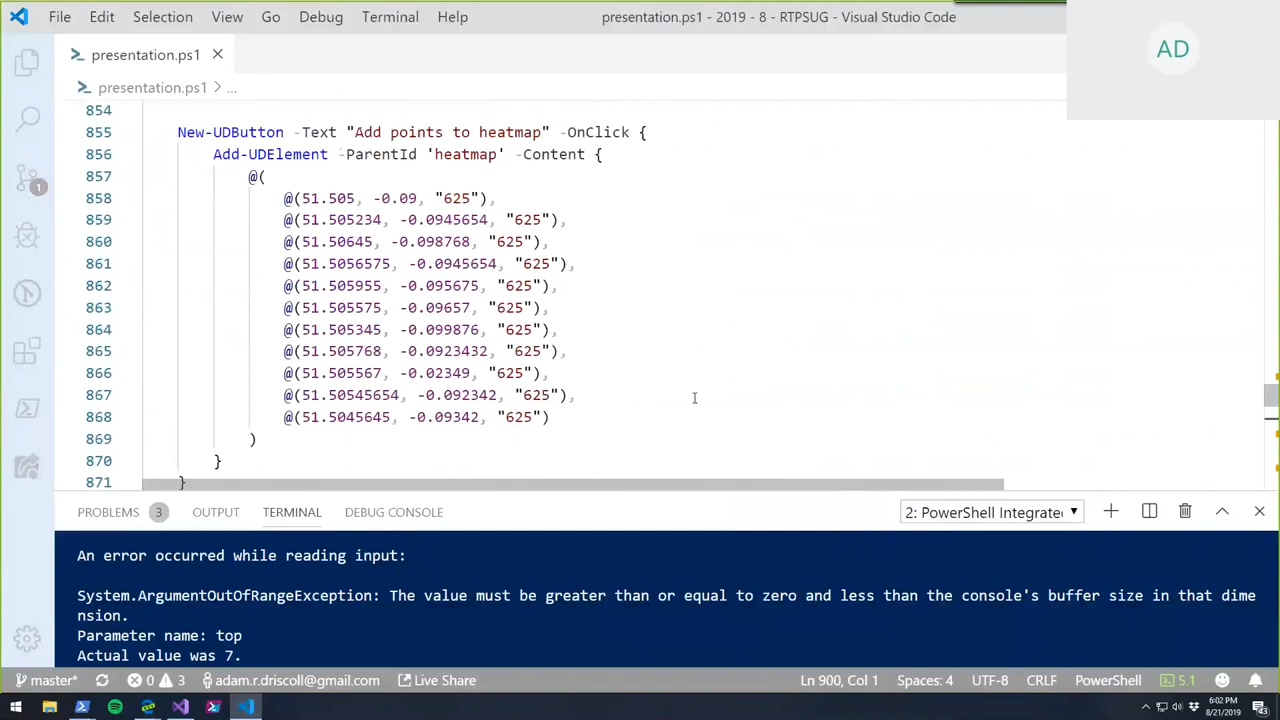 File Edit Selection View Go Debug Terminal Help presentation.ps1 - 2019 - 8 - RTPSUG - Visual Studio Code
AD
presentation.ps1
presentation.ps1 > ...
854
855 New-UDButton -Text "Add points to heatmap" -OnClick {
856 Add-UDElement -ParentId 'heatmap' -Content {
857 @(
858 @(51.505, -0.09, "625"),
859 @(51.505234, -0.0945654, "625"),
860 @(51.50645, -0.098768, "625"),
861 @(51.5056575, -0.0945654, "625"),
862 @(51.505955, -0.095675, "625"),
863 @(51.505575, -0.09657, "625"),
864 @(51.505345, -0.099876, "625"),
865 @(51.505768, -0.0923432, "625"),
866 @(51.505567, -0.02349, "625"),
867 @(51.50545654, -0.092342, "625"),
868 @(51.5045645, -0.09342, "625")
869 )
870 }
871 }
1
PROBLEMS 3 OUTPUT TERMINAL DEBUG CONSOLE 2: PowerShell Integrated
An error occurred while reading input:
System.ArgumentOutOfRangeException: The value must be greater than or equal to zero and less than the console's buffer size in that dime
nsion.
Parameter name: top
Actual value was 7.
master* 0 3 adam.r.driscoll@gmail.com Live Share Ln 900, Col 1 Spaces: 4 UTF-8 CRLF PowerShell 5.1
6:02 PM
8/21/2019
43